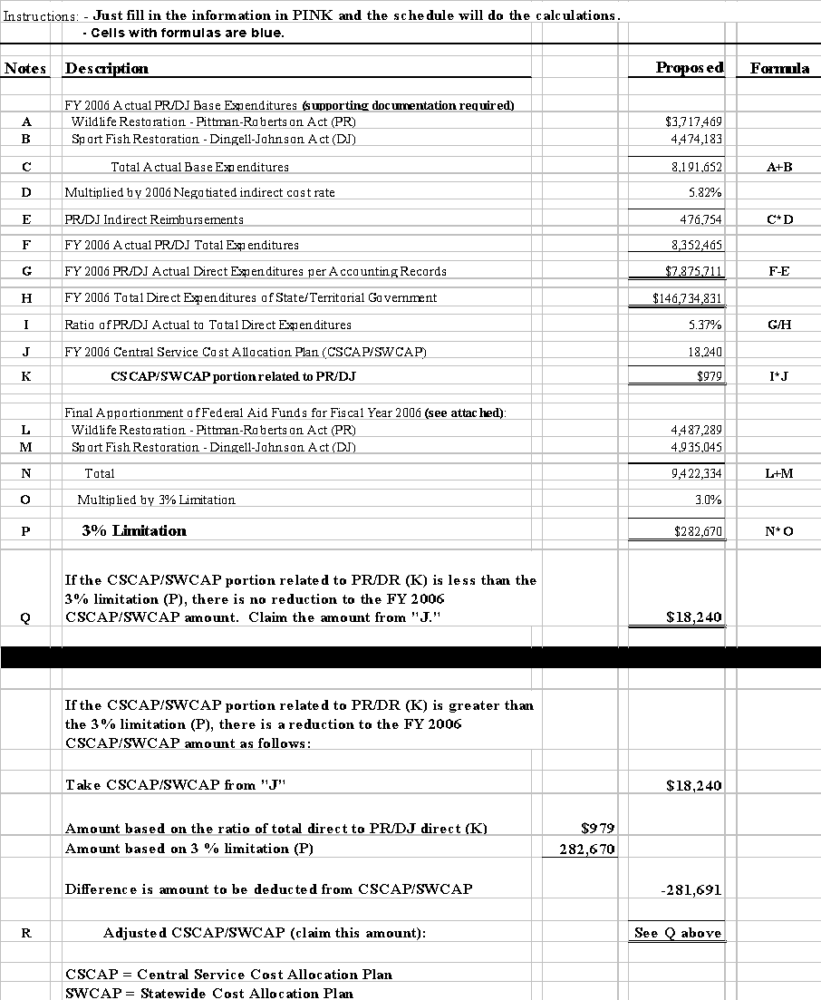 Instructions: - Just fill in the information in PINK and the schedule will do the calculations.
- Cells with formulas are blue.
Notes Description Proposed Formula
FY 2006 Actual PR/DJ Base Expenditures (supporting documentation required)
A Wildlife Restoration - Pittman-Roberts on Act (PR) $3,717,469
B Sport Fish Restoration - Dingell-Johnson Act (DJ) 4,474,183
C Total Actual Base Expenditures 8,191,652 A+B
D Multiplied by 2006 Negotiated indirect cost rate 5.82%
E PR/DJ Indirect Reimbursements 476,754 C*D
F FY 2006 Actual PR/DJ Total Expenditures 8,352,465
G FY 2006 PR/DJ Actual Direct Expenditures per Accounting Records $7,875,711 F-E
H FY 2006 Total Direct Expenditures of State/Territorial Government $146,734,831
I Ratio of PR/DJ Actual to Total Direct Expenditures 5.37% G/H
J FY 2006 Central Service Cost Allocation Plan (CSCAP/SWCAP) 18,240
K CSCAP/SWCAP portion related to PR/DJ $979 I*J
Final Apportionment of Federal Aid Funds for Fiscal Year 2006 (see attached):
L Wildlife Restoration - Pittman-Roberts on Act (PR) 4,487,289
M Sport Fish Restoration - Dingell-Johnson Act (DJ) 4,935,045
N Total 9,422,334 L+M
O Multiplied by 3% Limitation 3.0%
P 3% Limitation $282,670 N*O
If the CSCAP/SWCAP portion related to PR/DR (K) is less than the
3% limitation (P), there is no reduction to the FY 2006
Q CSCAP/SWCAP amount. Claim the amount from "J." $18,240
If the CSCAP/SWCAP portion related to PR/DR (K) is greater than
the 3% limitation (P), there is a reduction to the FY 2006
CSCAP/SWCAP amount as follows:
Take CSCAP/SWCAP from "J" $18,240
Amount based on the ratio of total direct to PR/DJ direct (K) $979
Amount based on 3 % limitation (P) 282,670
Difference is amount to be deducted from CSCAP/SWCAP -281,691
R Adjusted CSCAP/SWCAP (claim this amount): See Q above
CSCAP = Central Service Cost Allocation Plan
SWCAP = Statewide Cost Allocation Plan